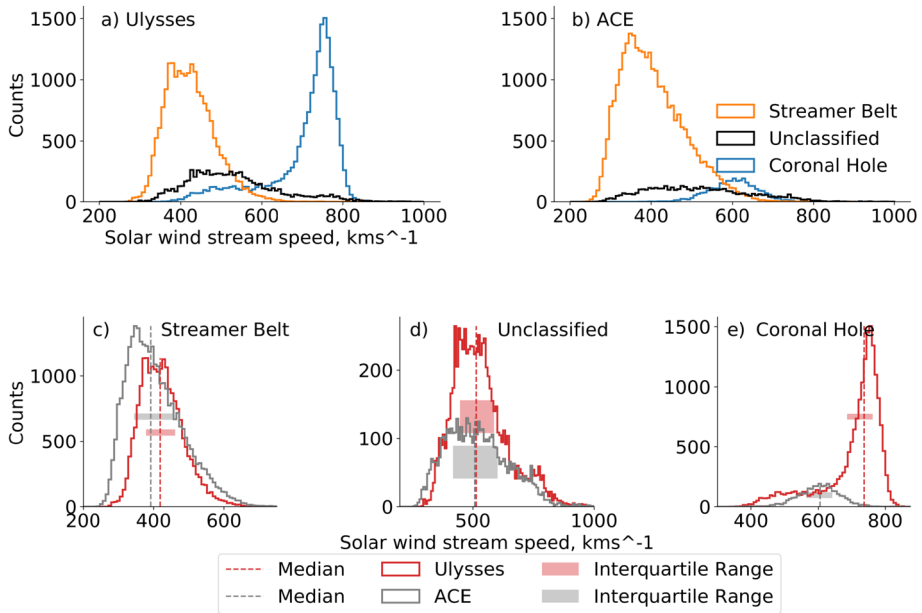 a) Ulysses
b) ACE
1500
1000
500
0
Counts
200 400 600 800 1000
Solar wind stream speed, kms^-1
1500
1000
500
0
200 400 600 800 1000
Streamer Belt
Unclassified
Coronal Hole
c) Streamer Belt
d) Unclassified
e) Coronal Hole
Counts
1000
500
0
200 400 600
200
100
0
500 1000
1500
1000
500
0
400 600 800
Solar wind stream speed, kms^-1
Median Ulysses Interquartile Range
Median ACE Interquartile Range